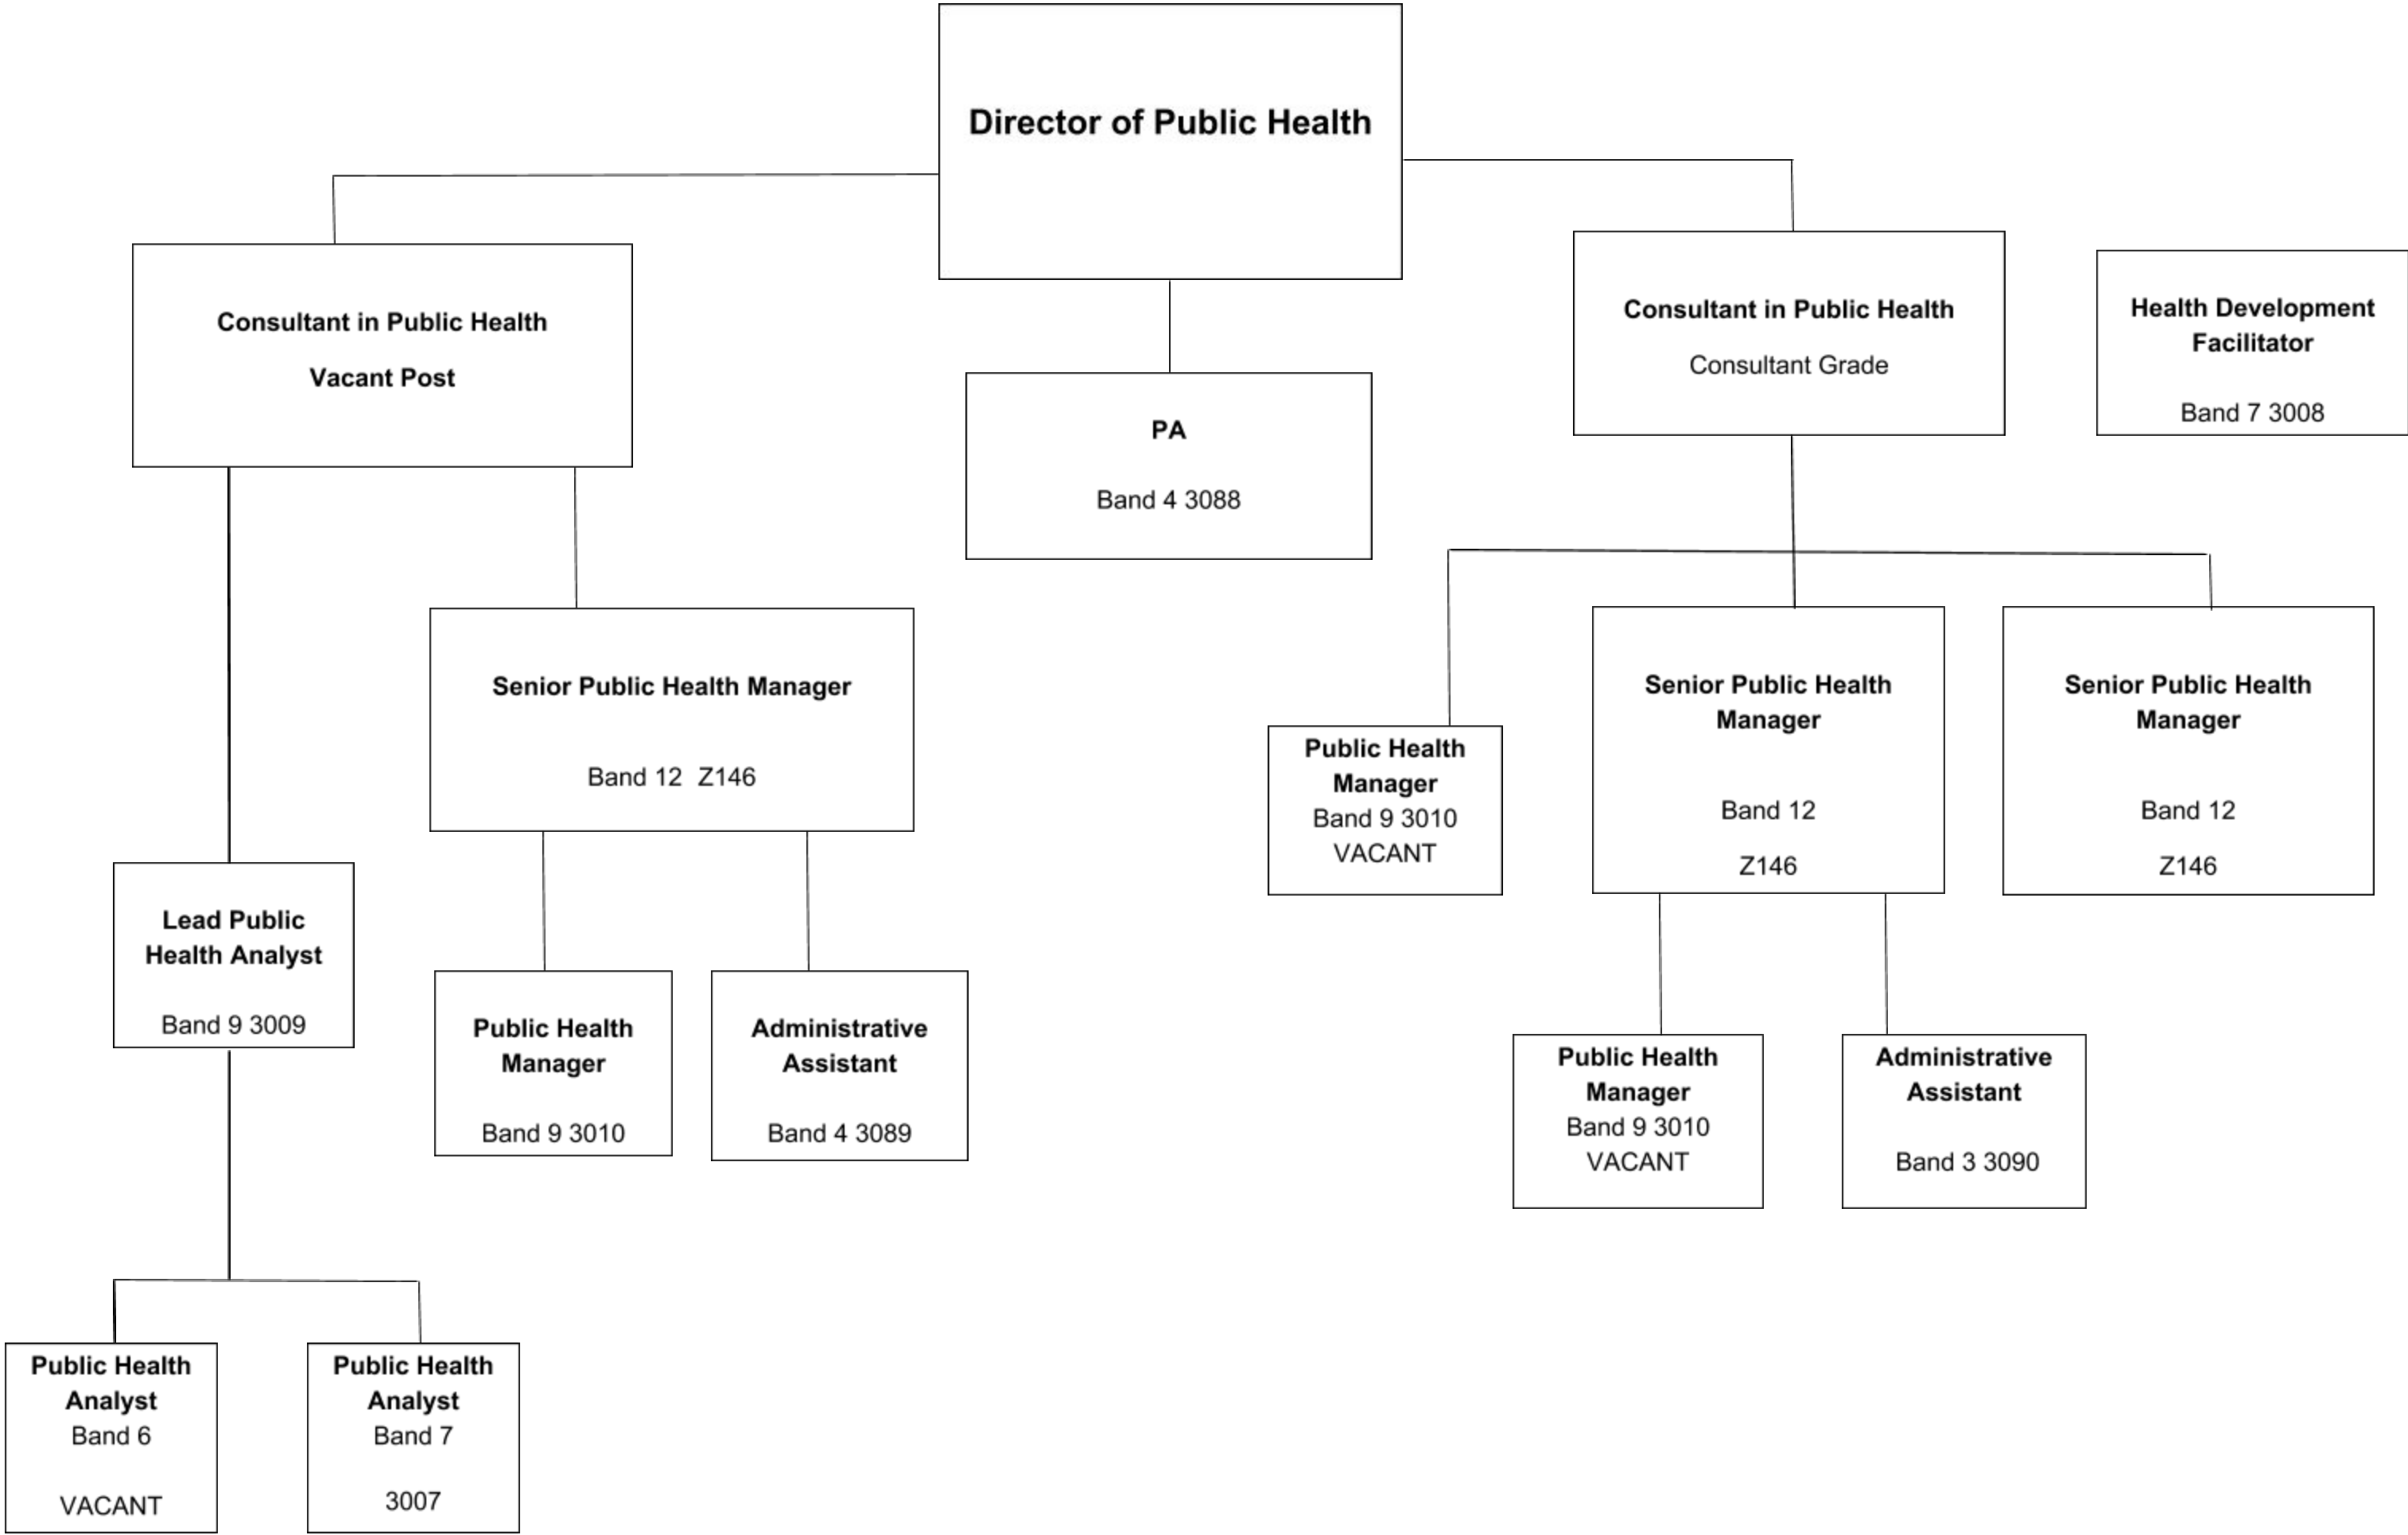 Director of Public Health
Consultant in Public Health
Vacant Post
PA
Band 4 3088
Consultant in Public Health
Consultant Grade
Health Development
Facilitator
Band 7 3008
Senior Public Health Manager
Band 12  Z146
Public Health
Manager
Band 9 3010
VACANT
Senior Public Health
Manager
Band 12
Z146
Senior Public Health
Manager
Band 12
Z146
Lead Public
Health Analyst
Band 9 3009
Public Health
Manager
Band 9 3010
Administrative
Assistant
Band 4 3089
Public Health
Manager
Band 9 3010
VACANT
Administrative
Assistant
Band 3 3090
Public Health
Analyst
Band 6
VACANT
Public Health
Analyst
Band 7
3007